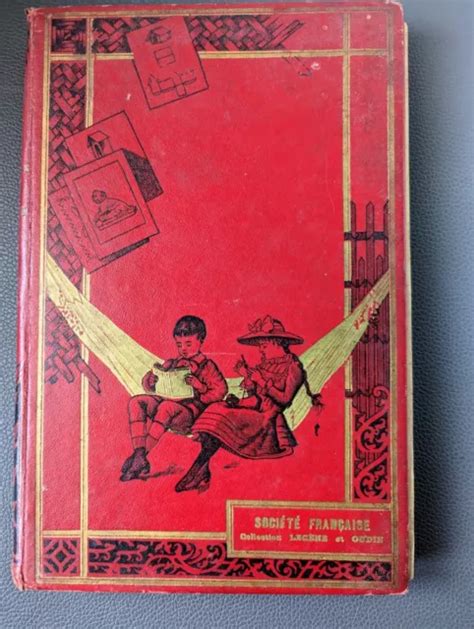 SOCIÉTÉ FRANÇAISE
Collection LECÈNE et OUDIN